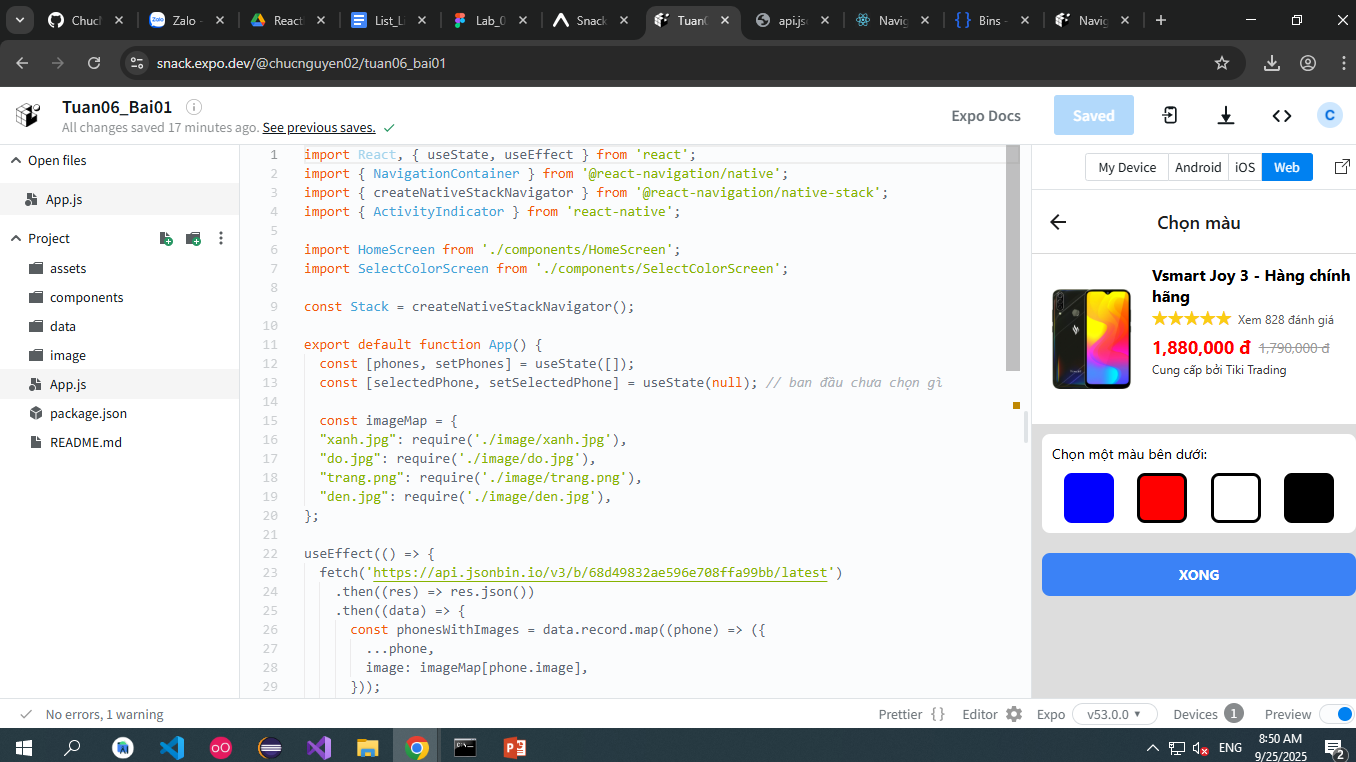 Chuc
Zalo -
Reacti
List_Li
Lab_0
Snack
Tuan0
api.js
Navig
Bins -
Navig
snack.expo.dev/@chucnguyen02/tuan06_bai01
Tuan06_Bai01
All changes saved 17 minutes ago. See previous saves.
Expo Docs
Saved
C
Open files
App.js
Project
assets
components
data
image
App.js
package.json
README.md
1 import React, { useState, useEffect } from 'react';
2 import { NavigationContainer } from '@react-navigation/native';
3 import { createNativeStackNavigator } from '@react-navigation/native-stack';
4 import { ActivityIndicator } from 'react-native';
5
6 import HomeScreen from './components/HomeScreen';
7 import SelectColorScreen from './components/SelectColorScreen';
8
9 const Stack = createNativeStackNavigator();
10
11 export default function App() {
12 const [phones, setPhones] = useState([]);
13 const [selectedPhone, setSelectedPhone] = useState(null); // ban đầu chưa chọn gì
14
15 const imageMap = {
16 "xanh.jpg": require('./image/xanh.jpg'),
17 "do.jpg": require('./image/do.jpg'),
18 "trang.png": require('./image/trang.png'),
19 "den.jpg": require('./image/den.jpg'),
20 };
21
22 useEffect(() => {
23 fetch('https://api.jsonbin.io/v3/b/68d49832ae596e708ffa99bb/latest')
24 .then((res) => res.json())
25 .then((data) => {
26 const phonesWithImages = data.record.map((phone) => ({
27 ...phone,
28 image: imageMap[phone.image],
29 }));
My Device
Android
iOS
Web
Chọn màu
Vsmart Joy 3 - Hàng chính
hãng
Xem 828 đánh giá
1,880,000 đ 1,790,000 đ
Cung cấp bởi Tiki Trading
Chọn một màu bên dưới:
XONG
No errors, 1 warning
Prettier { }
Editor
Expo
v53.0.0
Devices 1
Preview
ENG
8:50 AM
9/25/2025
2